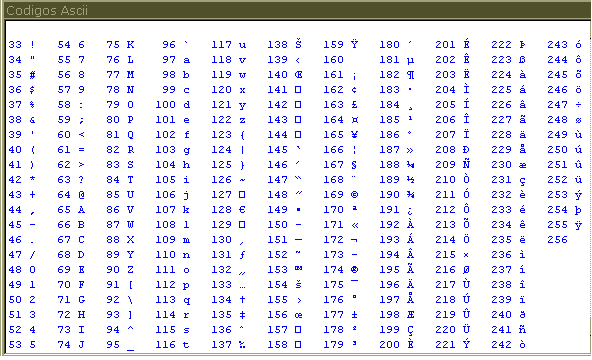 Codigos Ascii
33 ! 54 6 75 K 96 ` 117 u 138 Š 159 Ÿ 180 ´ 201 É 222 Þ 243 ó
34 " 55 7 76 L 97 a 118 v 139 ‹ 160 181 µ 202 Ê 223 ß 244 ô
35 # 56 8 77 M 98 b 119 w 140 Œ 161 ¡ 182 ¶ 203 Ë 224 à 245 õ
36 $ 57 9 78 N 99 c 120 x 141 □ 162 ¢ 183 · 204 Ì 225 á 246 ö
37 % 58 : 79 O 100 d 121 y 142 □ 163 £ 184 ¸ 205 Í 226 â 247 ÷
38 & 59 ; 80 P 101 e 122 z 143 □ 164 ¤ 185 ¹ 206 Î 227 ã 248 ø
39 ' 60 < 81 Q 102 f 123 { 144 □ 165 ¥ 186 º 207 Ï 228 ä 249 ù
40 ( 61 = 82 R 103 g 124 | 145 ‘ 166 ¦ 187 » 208 Ð 229 å 250 ú
41 ) 62 > 83 S 104 h 125 } 146 ’ 167 § 188 ¼ 209 Ñ 230 æ 251 û
42 * 63 ? 84 T 105 i 126 ~ 147 “ 168 ¨ 189 ½ 210 Ò 231 ç 252 ü
43 + 64 @ 85 U 106 j 127 □ 148 ” 169 © 190 ¾ 211 Ó 232 è 253 ý
44 , 65 A 86 V 107 k 128 € 149 • 170 ª 191 ¿ 212 Ô 233 é 254 þ
45 - 66 B 87 W 108 l 129 □ 150 – 171 « 192 À 213 Õ 234 ê 255 ÿ
46 . 67 C 88 X 109 m 130 ‚ 151 — 172 ¬ 193 Á 214 Ö 235 ë 256
47 / 68 D 89 Y 110 n 131 ƒ 152 ˜ 173 - 194 Â 215 × 236 ì
48 0 69 E 90 Z 111 o 132 „ 153 ™ 174 ® 195 Ã 216 Ø 237 í
49 1 70 F 91 [ 112 p 133 … 154 š 175 ¯ 196 Ä 217 Ù 238 î
50 2 71 G 92 \ 113 q 134 † 155 › 176 ° 197 Å 218 Ú 239 ï
51 3 72 H 93 ] 114 r 135 ‡ 156 œ 177 ± 198 Æ 219 Û 240 ð
52 4 73 I 94 ^ 115 s 136 ˆ 157 □ 178 ² 199 Ç 220 Ü 241 ñ
53 5 74 J 95 _ 116 t 137 ‰ 158 □ 179 ³ 200 È 221 Ý 242 ò